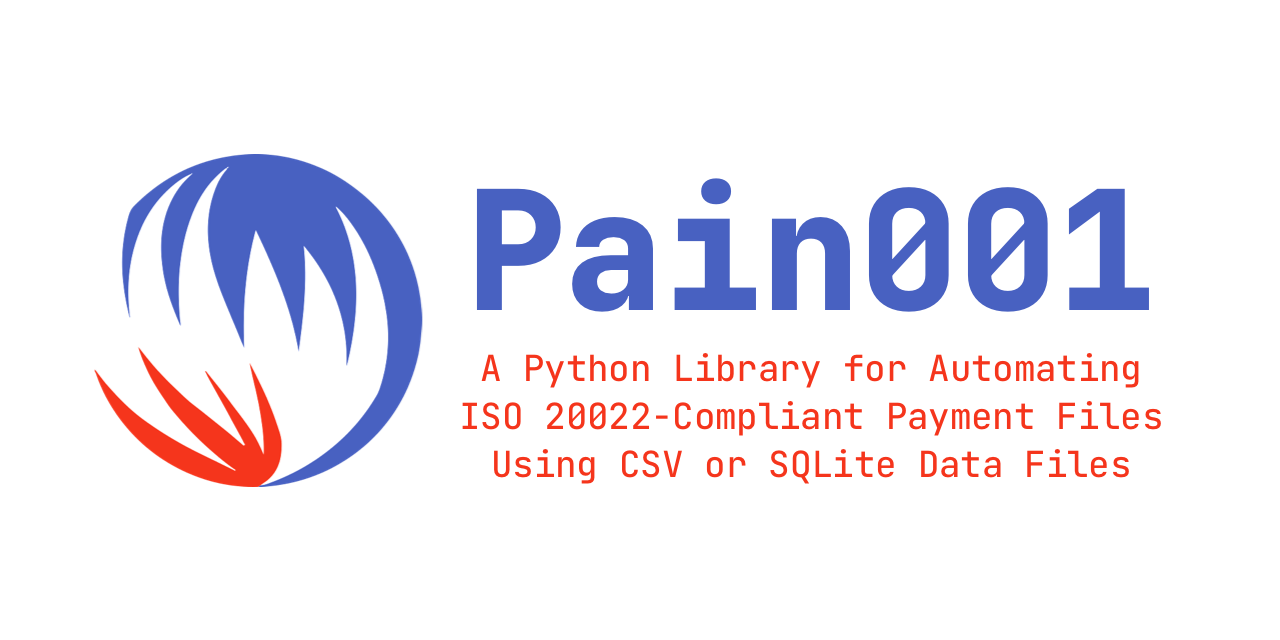 Pain001
A Python Library for Automating
ISO 20022-Compliant Payment Files
Using CSV or SQLite Data Files